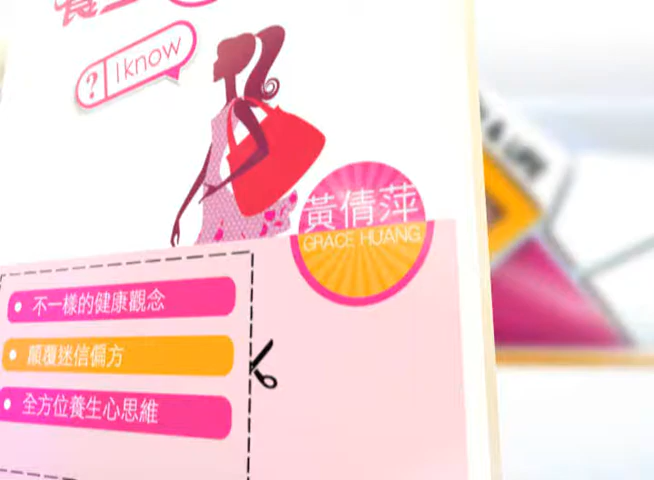 ? I know
黃倩萍
GRACE HUANG
不一樣的健康觀念
顛覆迷信偏方
全方位養生心思維